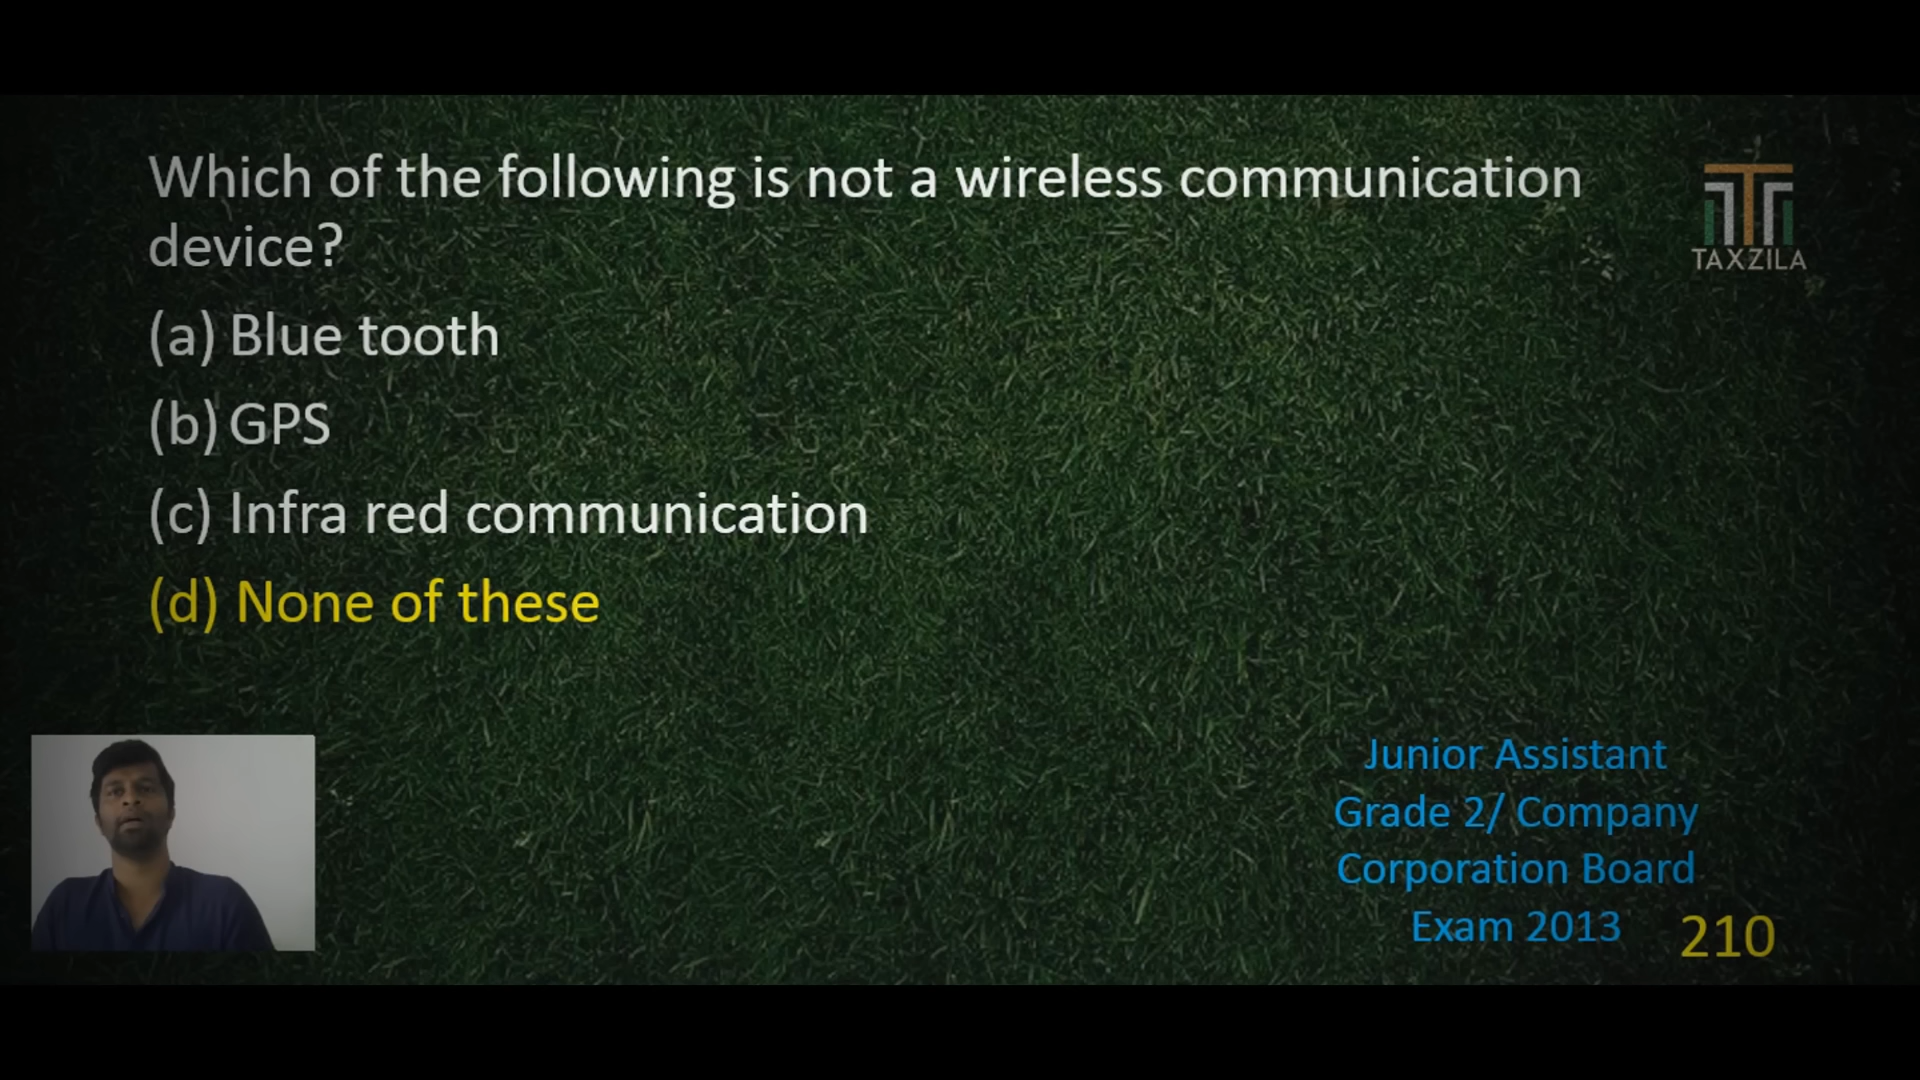 Which of the following is not a wireless communication
device?
(a) Blue tooth
(b) GPS
(c) Infra red communication
(d) None of these
TAXZILA
Junior Assistant
Grade 2/ Company
Corporation Board
Exam 2013
210